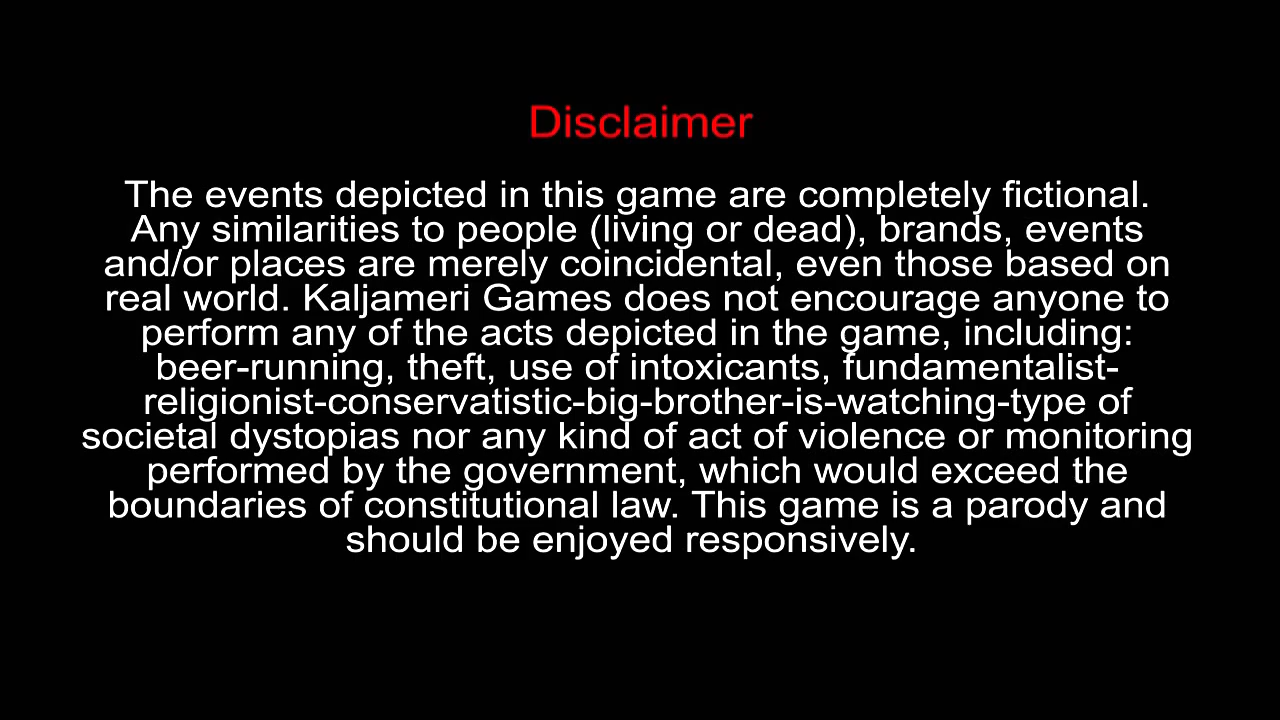 Disclaimer
The events depicted in this game are completely fictional.
Any similarities to people (living or dead), brands, events
and/or places are merely coincidental, even those based on
real world. Kaljameri Games does not encourage anyone to
perform any of the acts depicted in the game, including:
beer-running, theft, use of intoxicants, fundamentalist-
religionist-conservatistic-big-brother-is-watching-type of
societal dystopias nor any kind of act of violence or monitoring
performed by the government, which would exceed the
boundaries of constitutional law. This game is a parody and
should be enjoyed responsively.